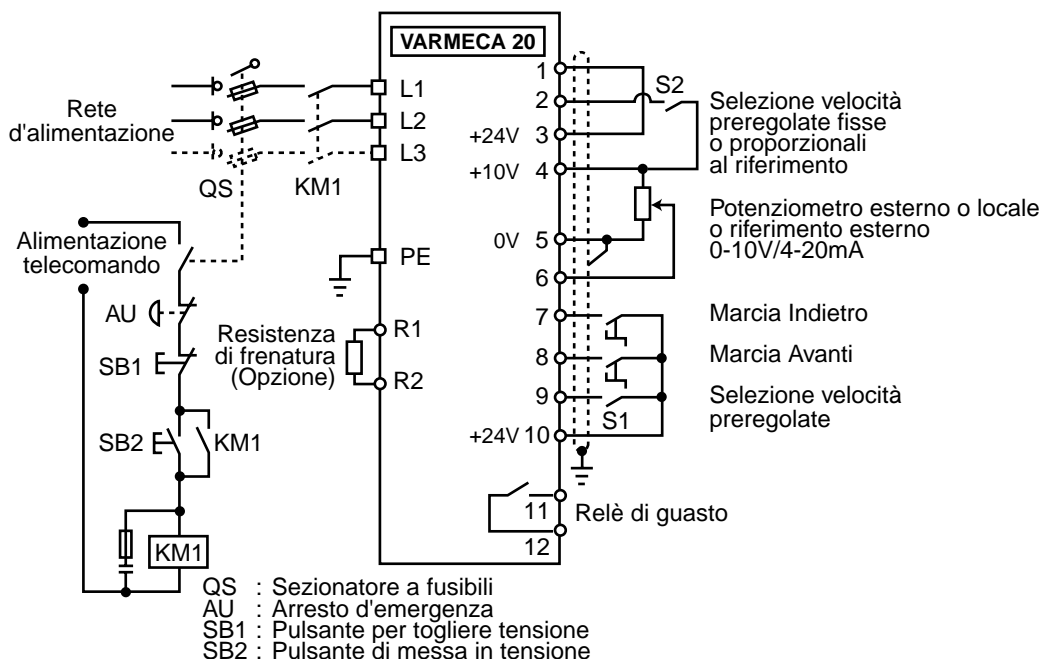 VARMECA 20
Rete
d'alimentazione
QS
KM1
L1
L2
L3
PE
R1
R2
Alimentazione
telecomando
AU
SB1
SB2
KM1
KM1
Resistenza
di frenatura
(Opzione)
1
2
+24V 3
+10V 4
0V 5
6
7
8
9
+24V 10
11
12
S2
S1
Selezione velocità
preregolate fisse
o proporzionali
al riferimento
Potenziometro esterno o locale
o riferimento esterno
0-10V/4-20mA
Marcia Indietro
Marcia Avanti
Selezione velocità
preregolate
Relè di guasto
QS : Sezionatore a fusibili
AU : Arresto d'emergenza
SB1 : Pulsante per togliere tensione
SB2 : Pulsante di messa in tensione